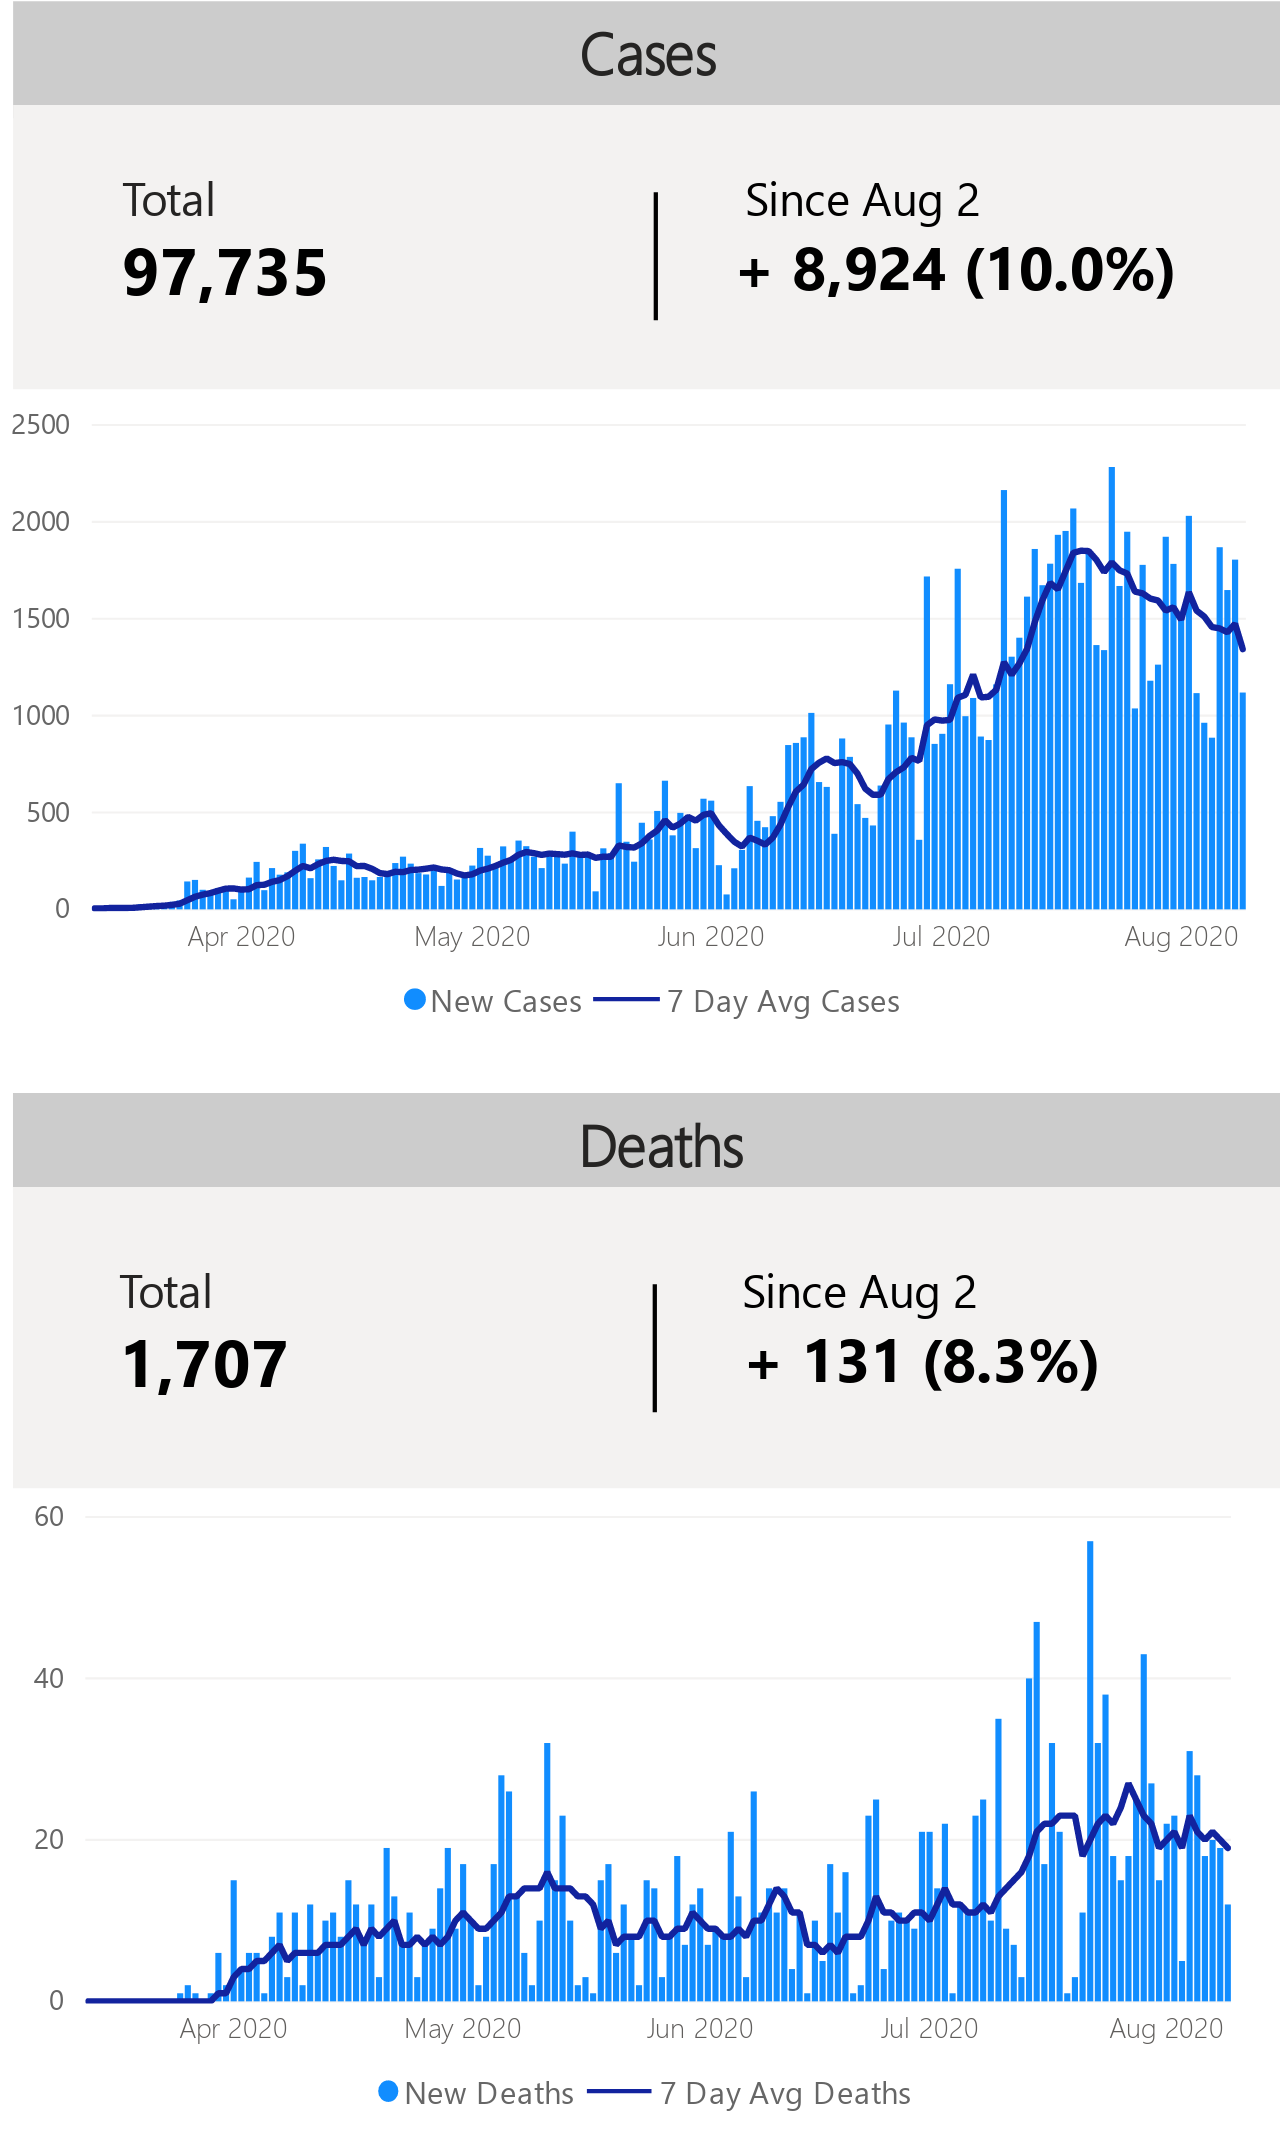 Cases
Total
Since Aug 2
97,735
+ 8,924 (10.0%)
2500
2000
1500
1000
500
0
Apr 2020
May 2020
Jun 2020
Jul 2020
Aug 2020
New Cases
7 Day Avg Cases
Deaths
Total
Since Aug 2
1,707
+ 131 (8.3%)
60
40
20
0
Apr 2020
May 2020
Jun 2020
Jul 2020
Aug 2020
New Deaths
7 Day Avg Deaths